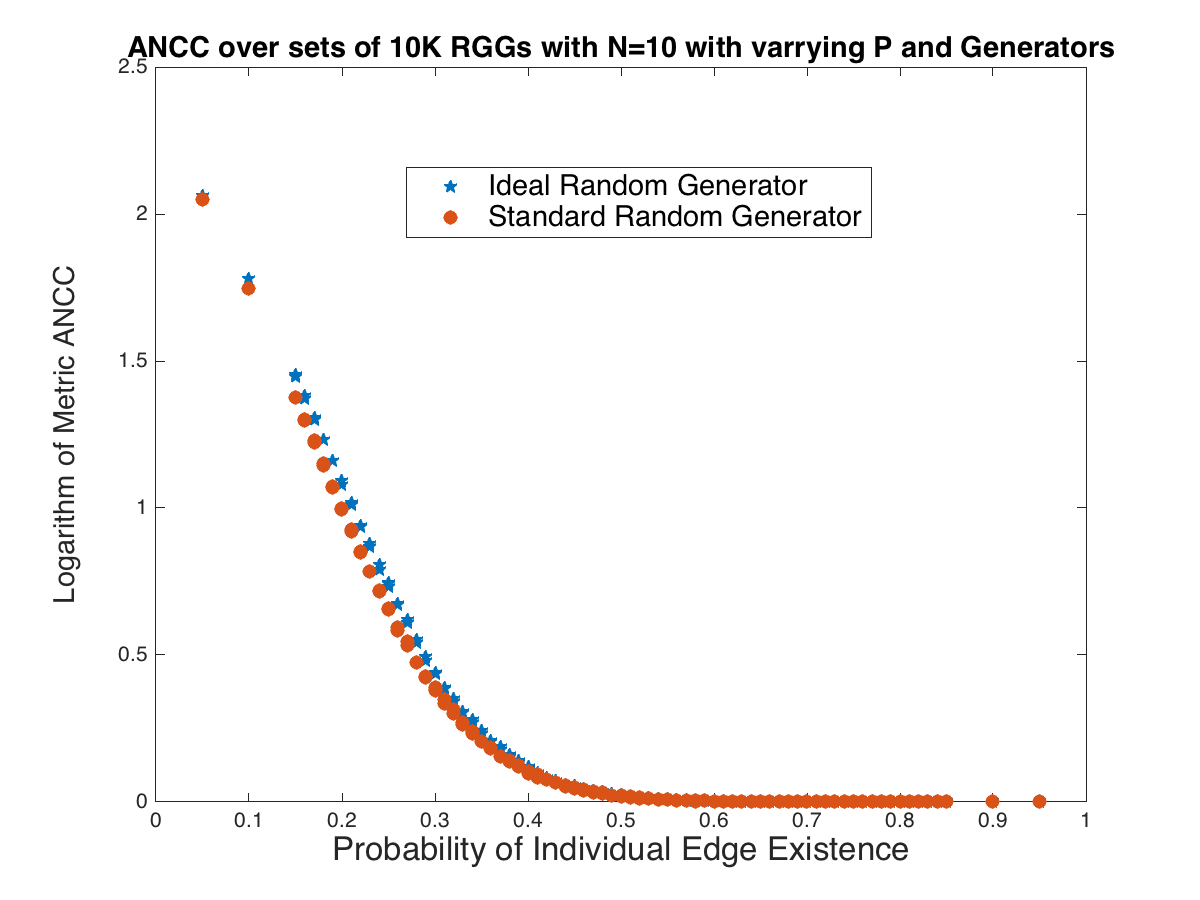 ANCC over sets of 10K RGGs with N=10 with varrying P and Generators
2.5
2
1.5
1
0.5
0
Logarithm of Metric ANCC
Ideal Random Generator
Standard Random Generator
0 0.1 0.2 0.3 0.4 0.5 0.6 0.7 0.8 0.9 1
Probability of Individual Edge Existence